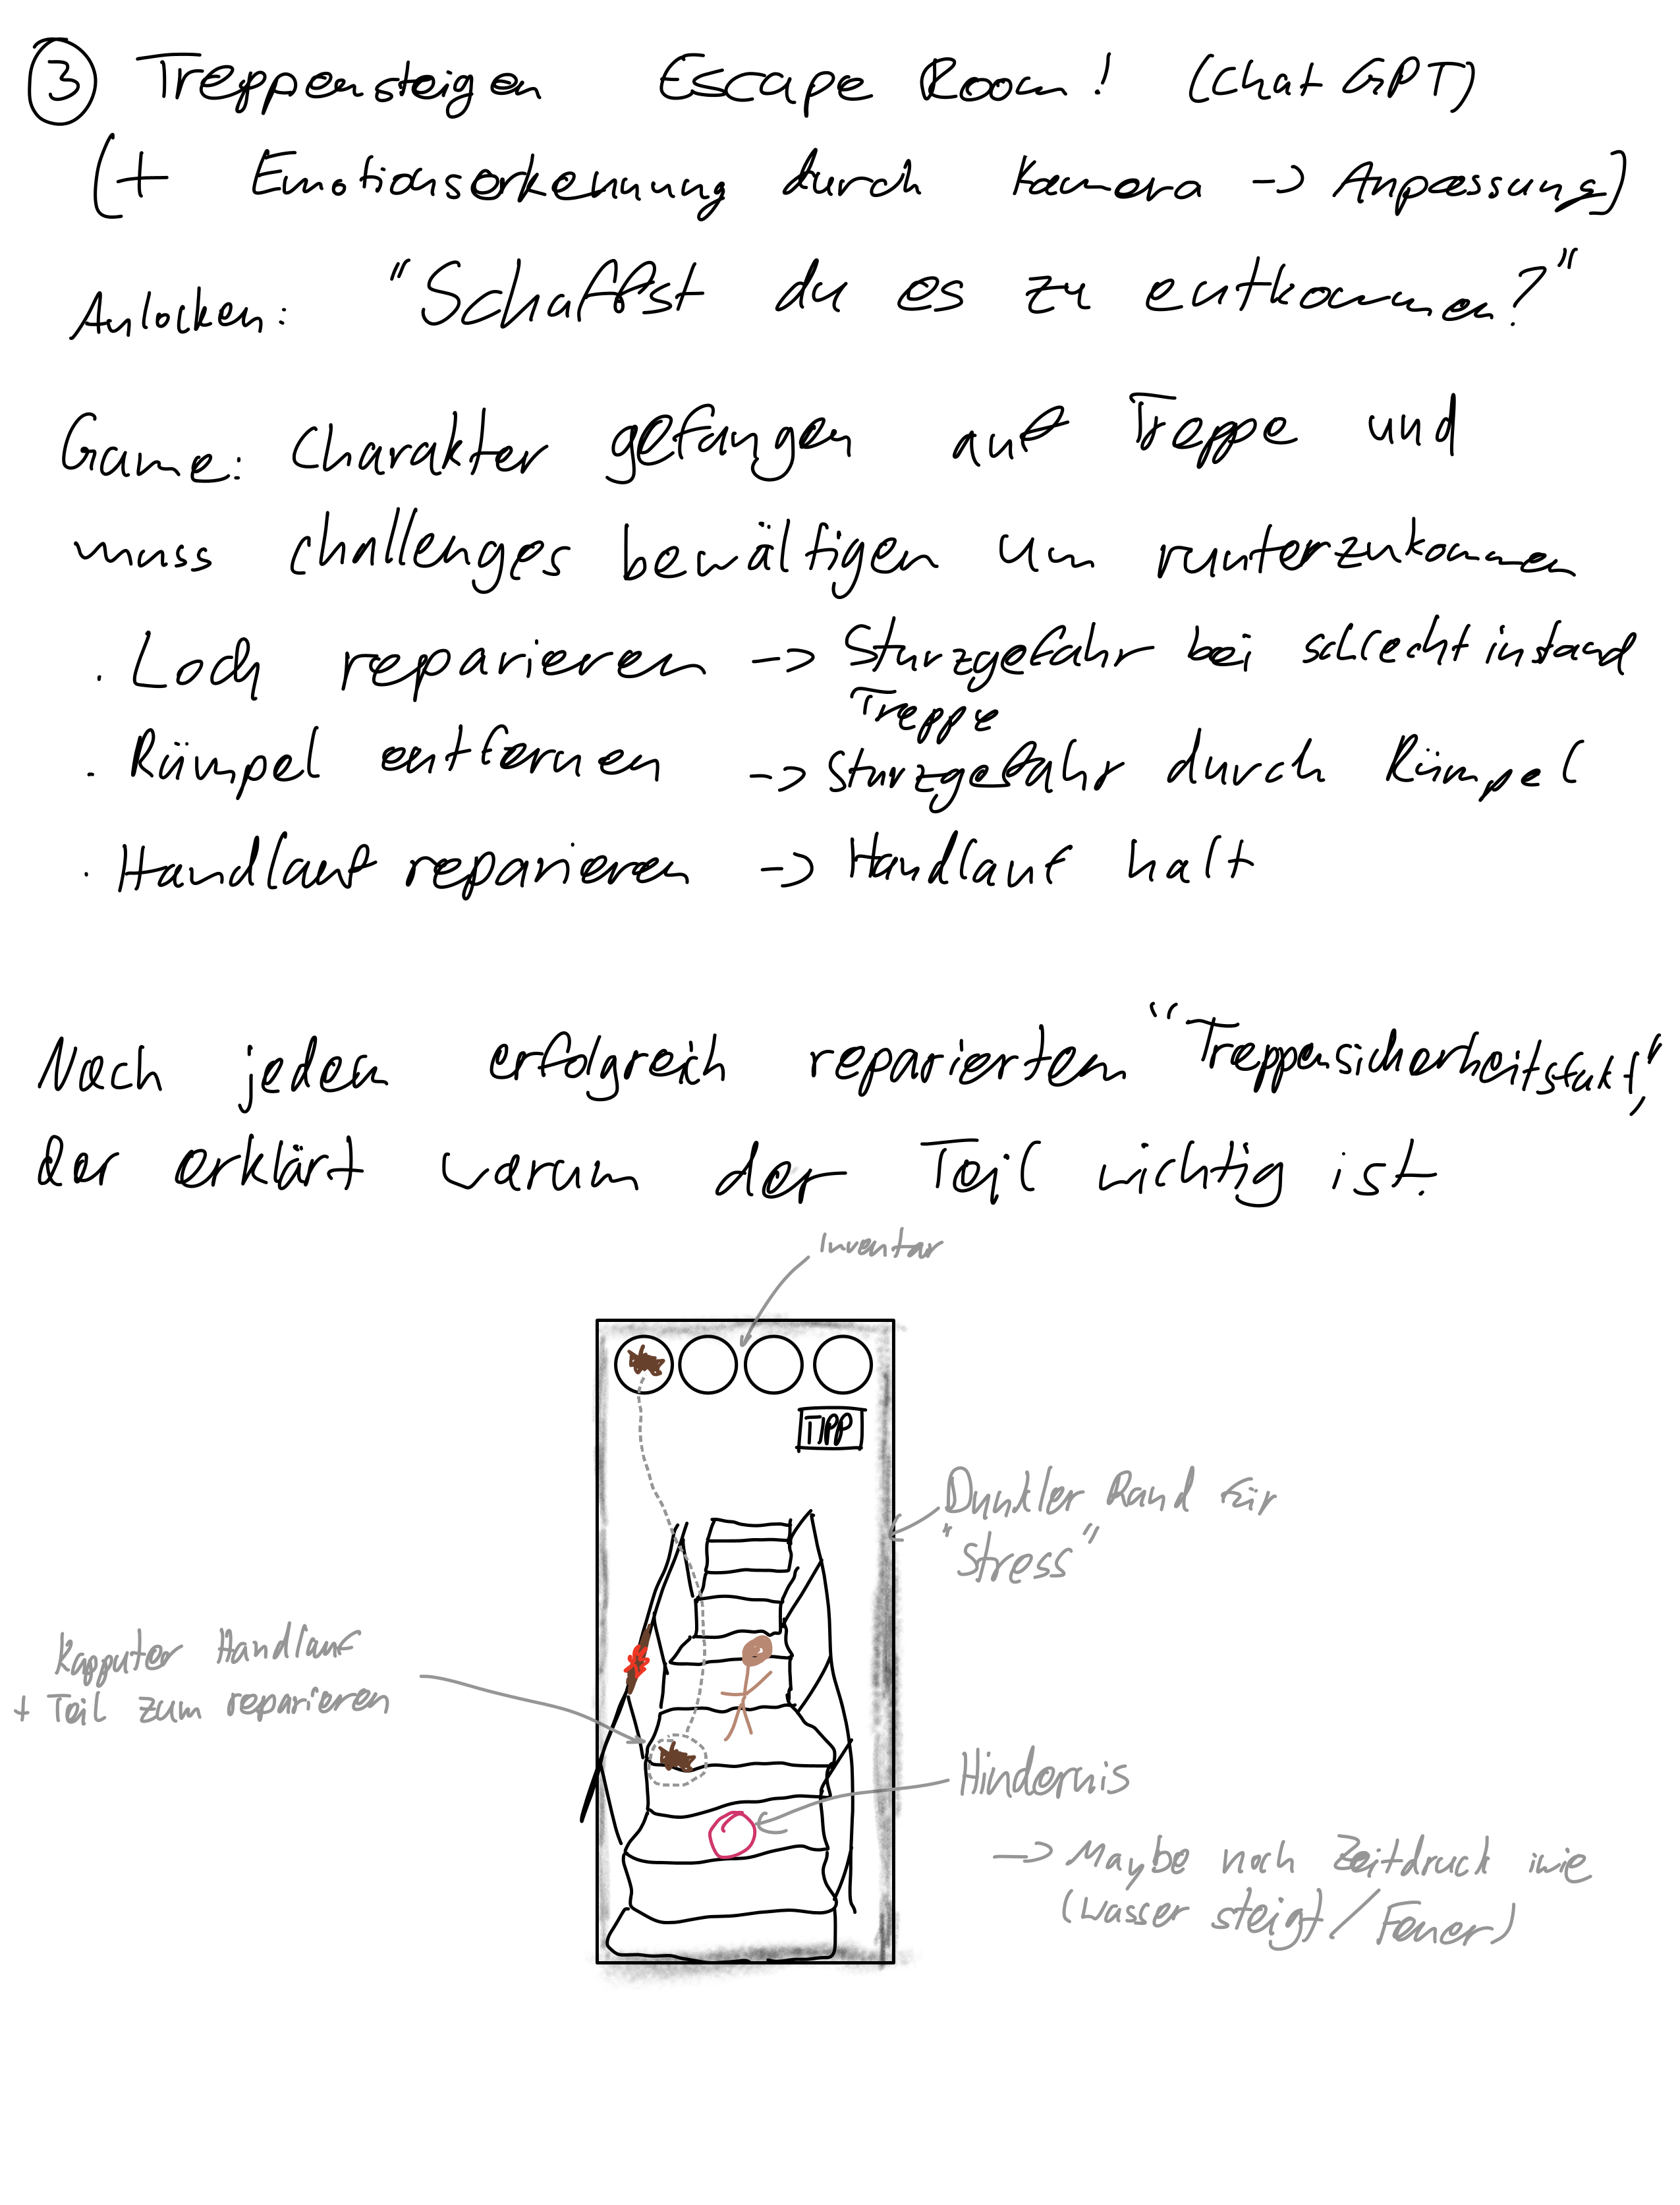 3 Treppensteigen Escape Room! (Chat GPT)
(+ Emotionserkennung durch Kamera -> Anpassung)
Anlocken: "Schaffst du es zu entkommen?"
Game: Charakter gefangen auf Treppe und
muss challenges bewältigen um runterzukommen
· Loch reparieren -> Sturzgefahr bei schlecht instand
Treppe
· Rümpel entfernen -> Sturzgefahr durch Rümpel
· Handlauf reparieren -> Handlauf halt
Nach jedem erfolgreich repariertem "Treppensicherheitsfakt",
der erklärt warum der Teil wichtig ist.
Inventar
TIPP
Dunkler Rand für
"Stress"
Kapputer Handlauf
+ Teil zum reparieren
Hindernis
-> Maybe noch Zeitdruck wie
(Wasser steigt / Feuer)